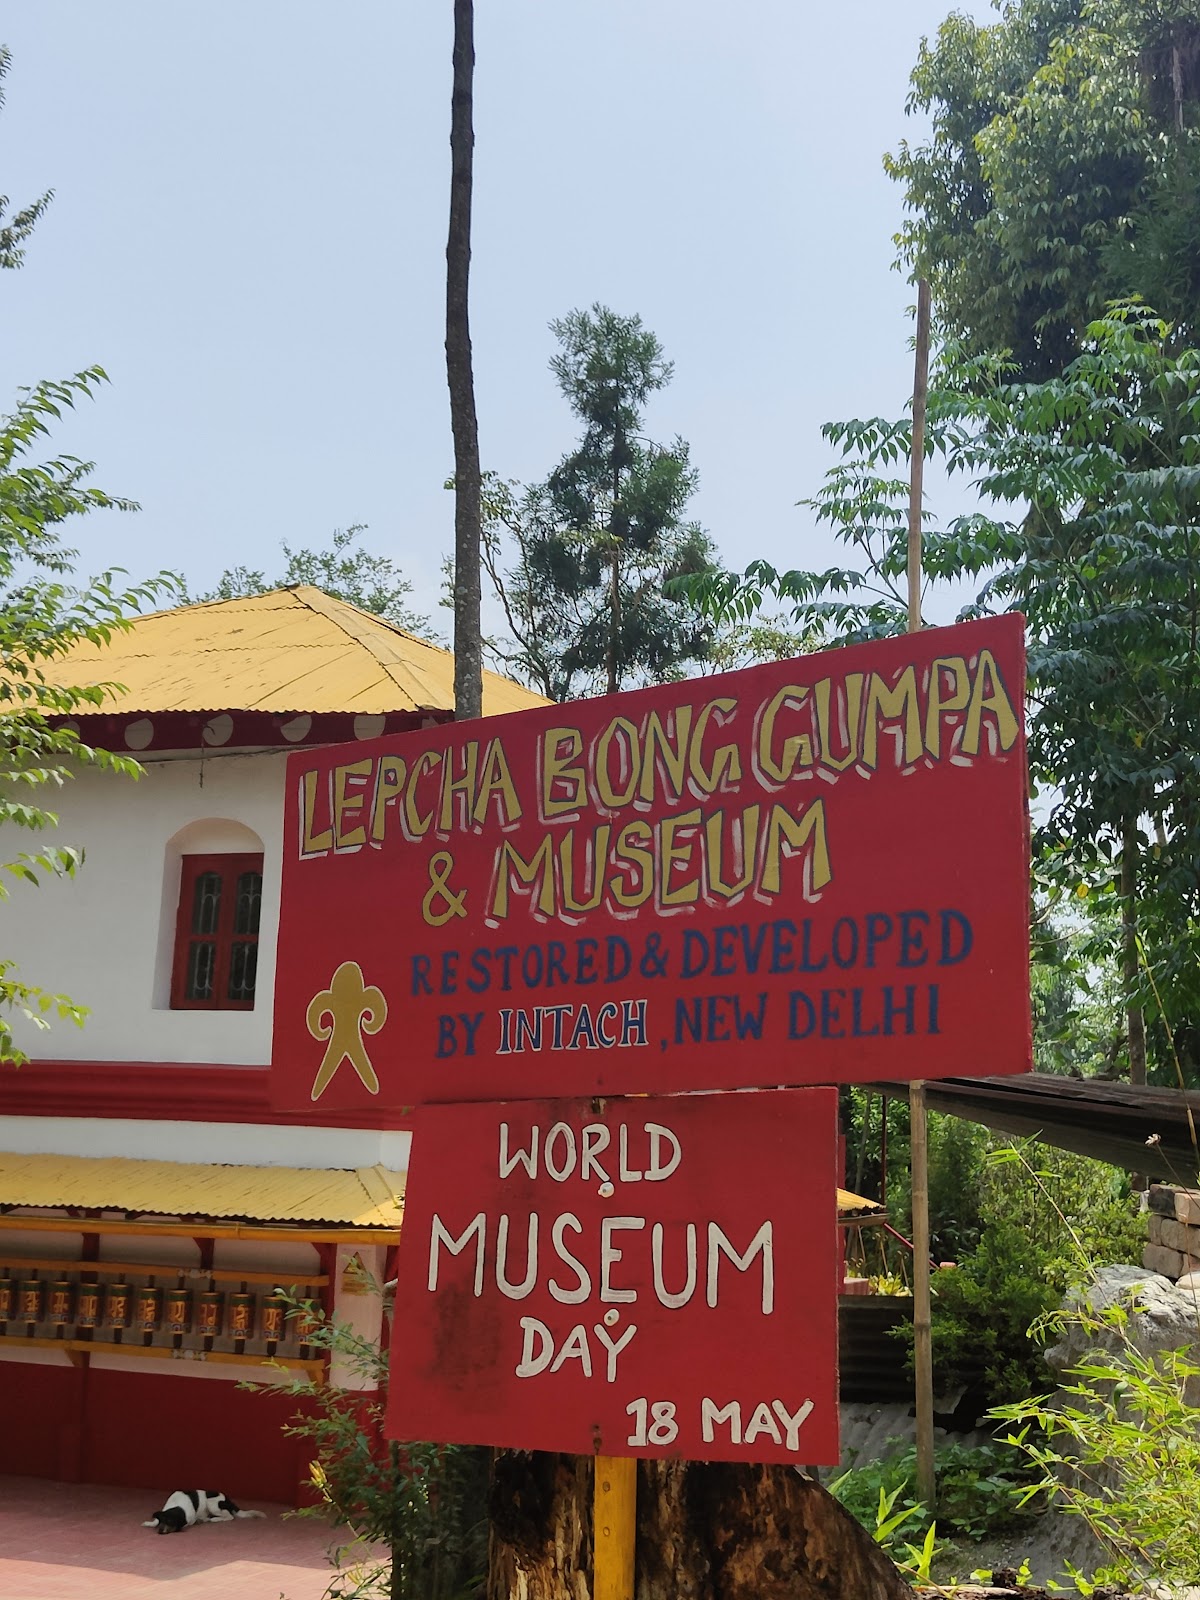 LEPCHA BONG GUMPA
& MUSEUM
RESTORED & DEVELOPED
BY INTACH, NEW DELHI
WORLD
MUSEUM
DAY
18 MAY